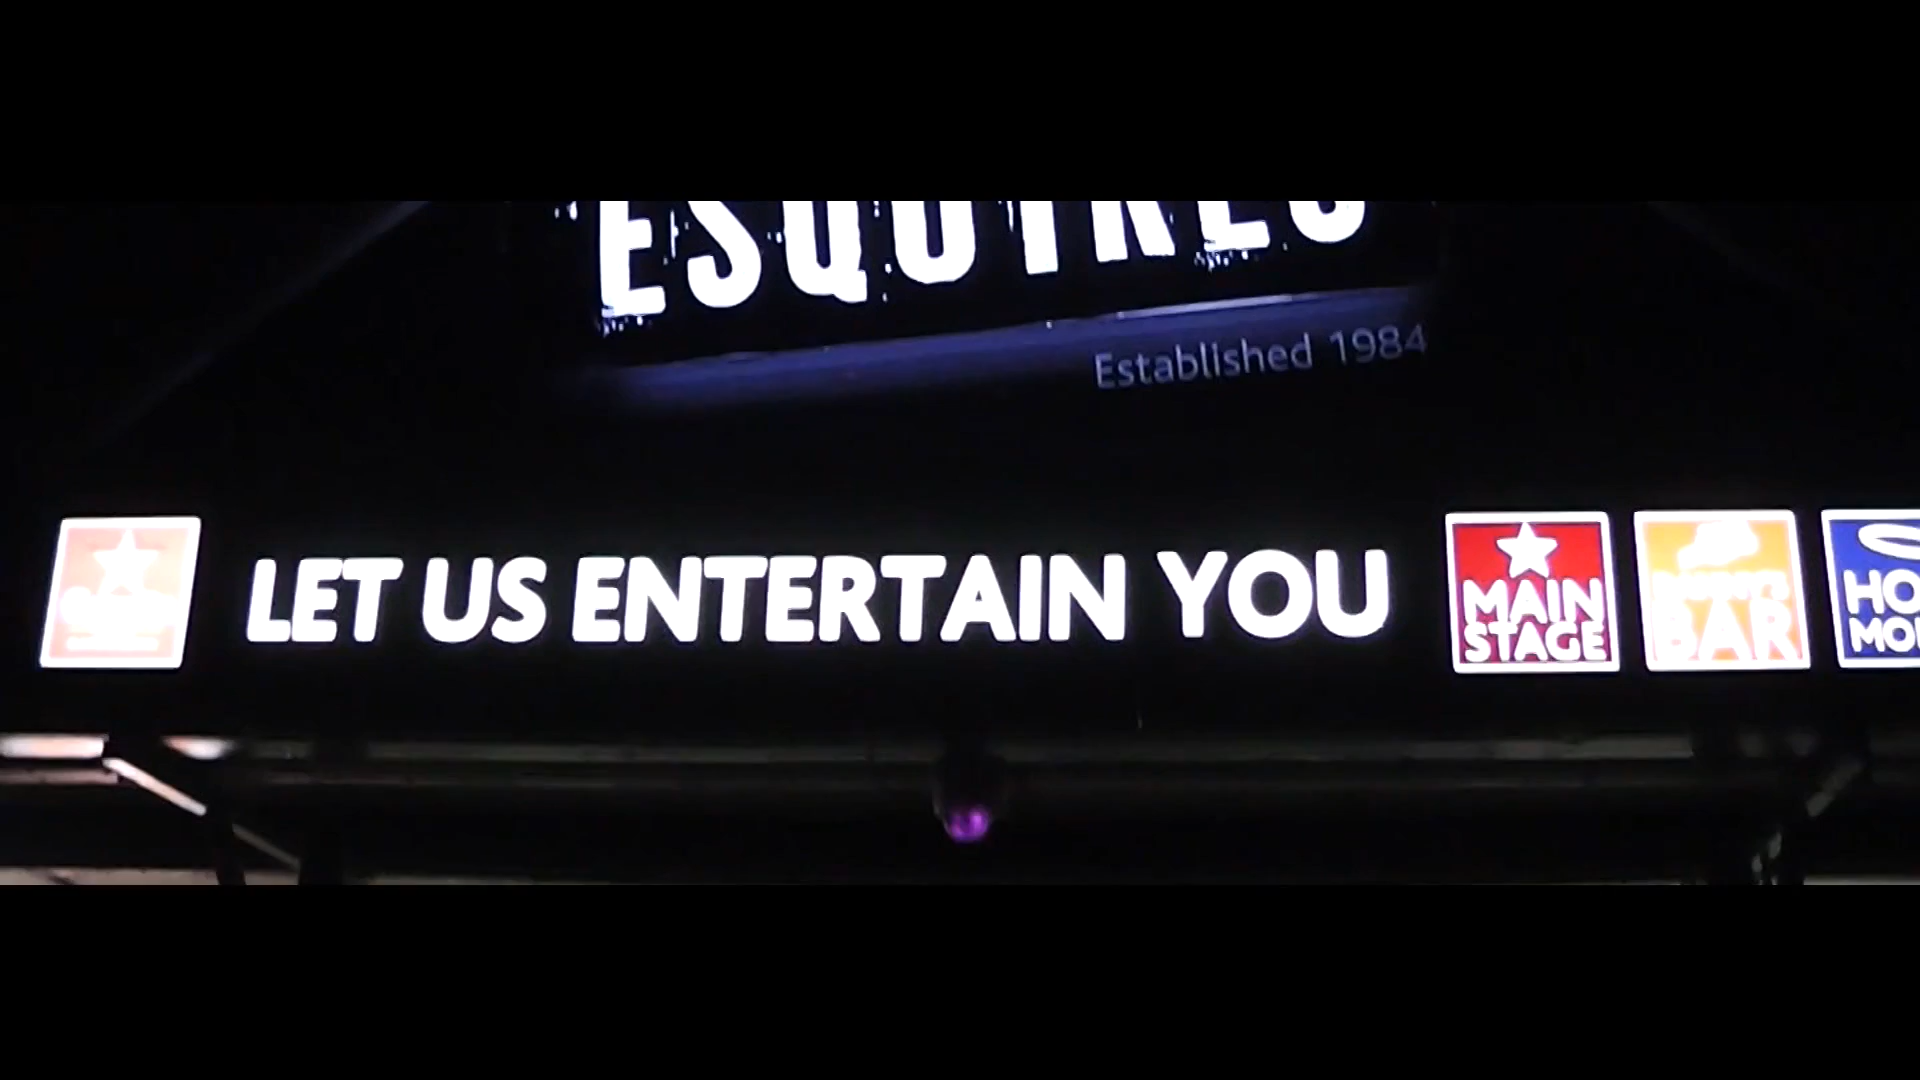 ESQUIRES
Established 1984
LET US ENTERTAIN YOU
MAIN
STAGE
BAR